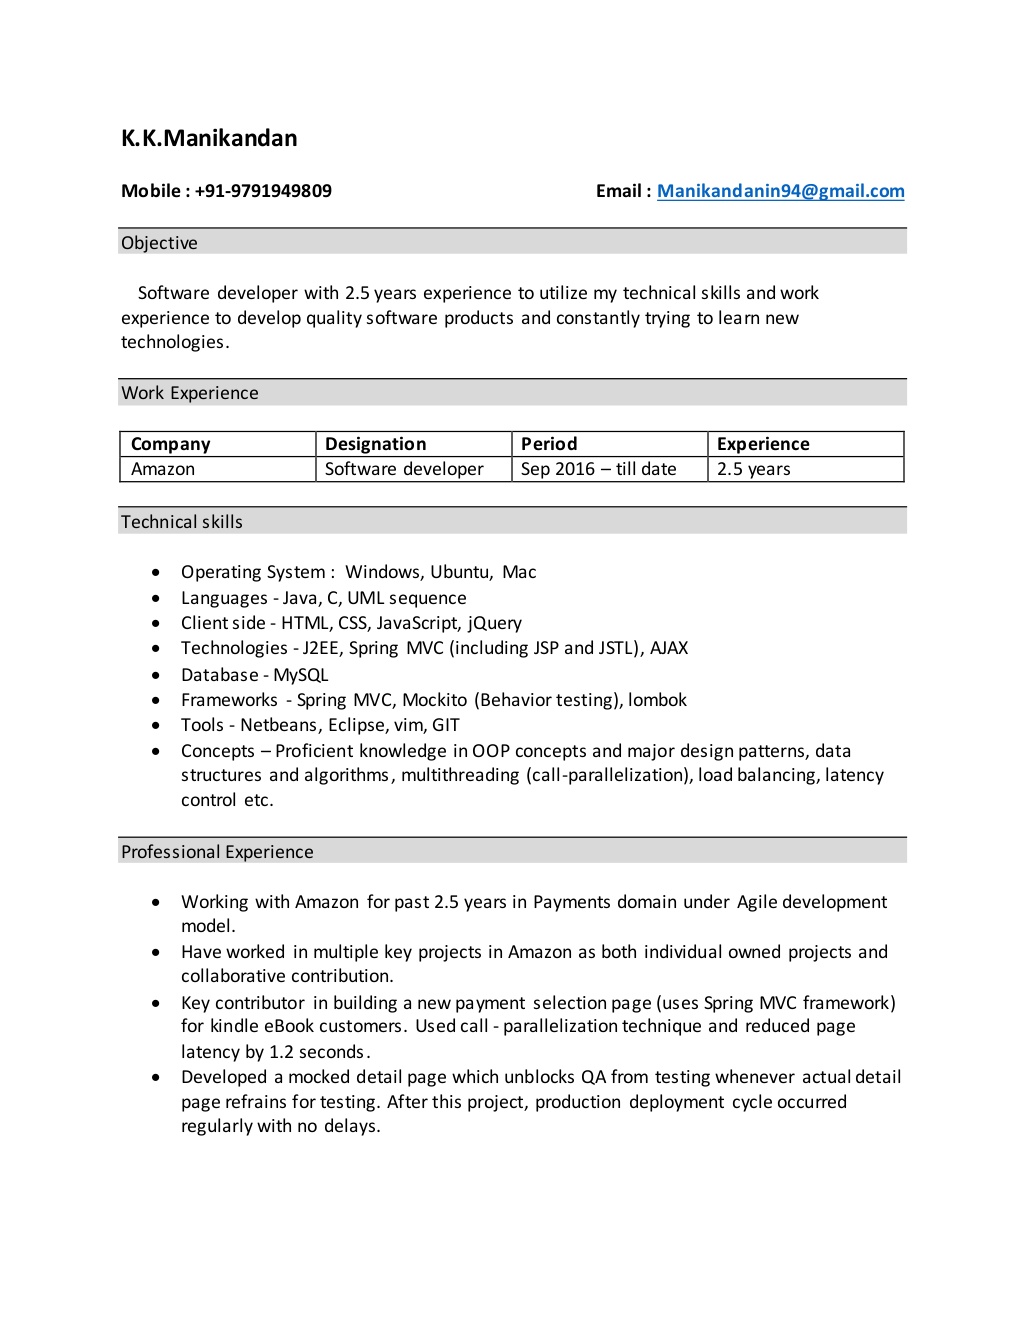 K.K.Manikandan
Mobile : +91-9791949809 Email : Manikandanin94@gmail.com
Objective
Software developer with 2.5 years experience to utilize my technical skills and work
experience to develop quality software products and constantly trying to learn new
technologies.
Work Experience
Company Designation Period Experience
Amazon Software developer Sep 2016 – till date 2.5 years
Technical skills
• Operating System : Windows, Ubuntu, Mac
• Languages - Java, C, UML sequence
• Client side - HTML, CSS, JavaScript, jQuery
• Technologies - J2EE, Spring MVC (including JSP and JSTL), AJAX
• Database - MySQL
• Frameworks - Spring MVC, Mockito (Behavior testing), lombok
• Tools - Netbeans, Eclipse, vim, GIT
• Concepts – Proficient knowledge in OOP concepts and major design patterns, data
structures and algorithms, multithreading (call-parallelization), load balancing, latency
control etc.
Professional Experience
• Working with Amazon for past 2.5 years in Payments domain under Agile development
model.
• Have worked in multiple key projects in Amazon as both individual owned projects and
collaborative contribution.
• Key contributor in building a new payment selection page (uses Spring MVC framework)
for kindle eBook customers. Used call - parallelization technique and reduced page
latency by 1.2 seconds.
• Developed a mocked detail page which unblocks QA from testing whenever actual detail
page refrains for testing. After this project, production deployment cycle occurred
regularly with no delays.